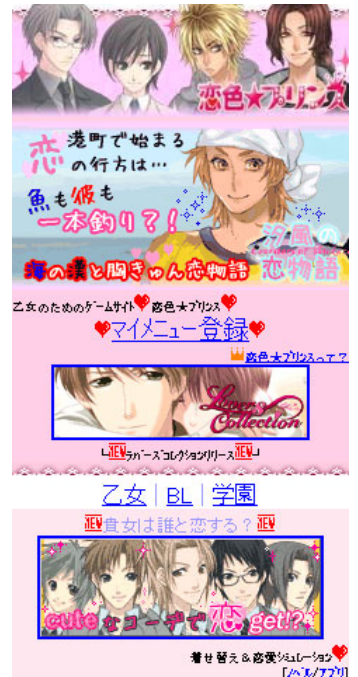 恋色★プリンス
恋 港町で始まる
の行方は…
魚も彼も
一本釣り?!
汐風の
恋物語
海の漢と胸きゅん恋物語
乙女のためのゲームサイト 恋色★プリンス
マイメニュー登録
恋色★プリンスって?
Lovers
Collection
└NEWラバーズコレクションリリースNEW┘
乙女 | BL | 学園
NEW貴女は誰と恋する?NEW
cuteなコーデで恋get!?
着せ替え&恋愛シミュレーション
[ノベル/アプリ]